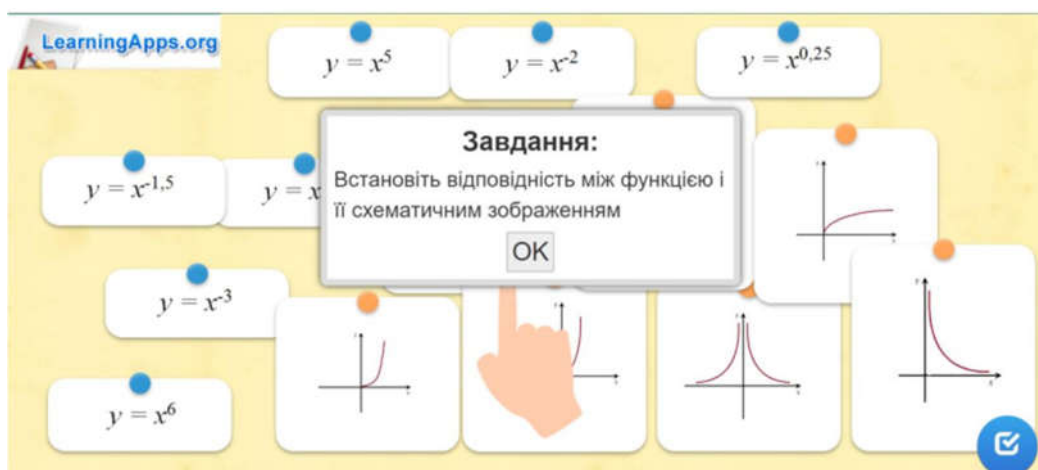 LearningApps.org
y = x⁵
y = x⁻²
y = x⁰,²⁵
Завдання:
Встановіть відповідність між функцією і
її схематичним зображенням
OK
y = x⁻¹,⁵
y = x
y = x⁻³
y = x⁶